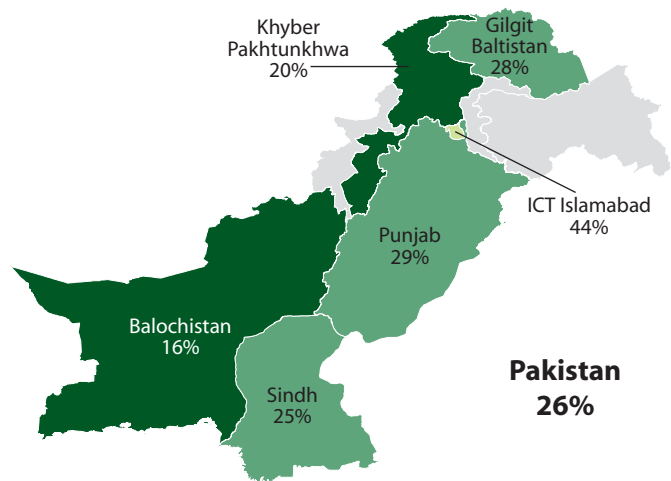 Khyber
Pakhtunkhwa
20%
Gilgit
Baltistan
28%
ICT Islamabad
44%
Punjab
29%
Balochistan
16%
Sindh
25%
Pakistan
26%